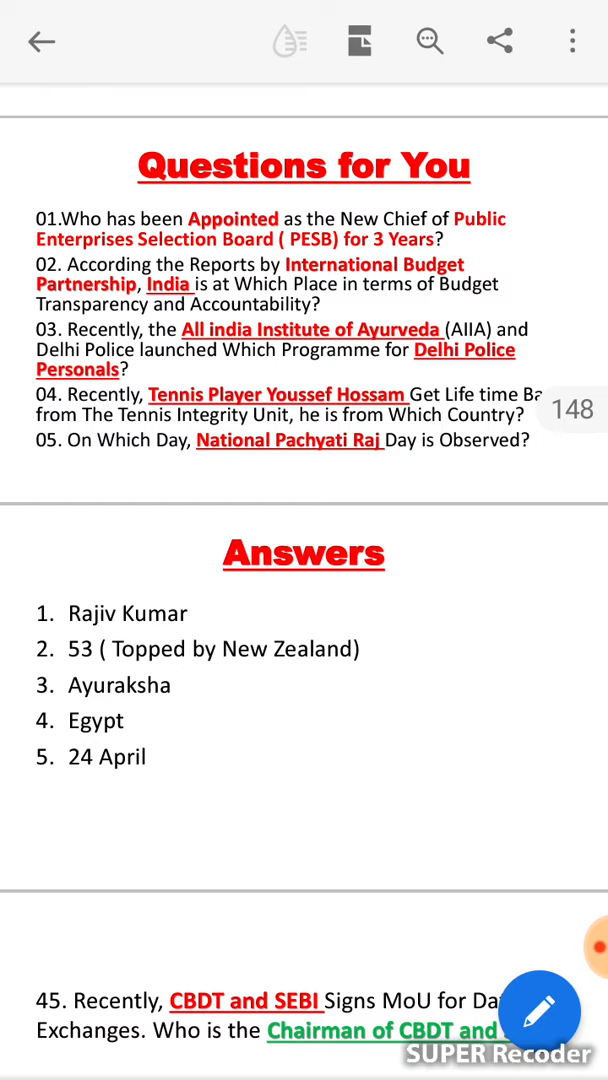 Questions for You
01.Who has been Appointed as the New Chief of Public
Enterprises Selection Board ( PESB) for 3 Years?
02. According the Reports by International Budget
Partnership, India is at Which Place in terms of Budget
Transparency and Accountability?
03. Recently, the All india Institute of Ayurveda (AIIA) and
Delhi Police launched Which Programme for Delhi Police
Personals?
04. Recently, Tennis Player Youssef Hossam Get Life time
from The Tennis Integrity Unit, he is from Which Country?
148
05. On Which Day, National Pachyati Raj Day is Observed?
Answers
1. Rajiv Kumar
2. 53 ( Topped by New Zealand)
3. Ayuraksha
4. Egypt
5. 24 April
45. Recently, CBDT and SEBI Signs MoU for
Exchanges. Who is the Chairman of CBDT and
SUPER Recoder